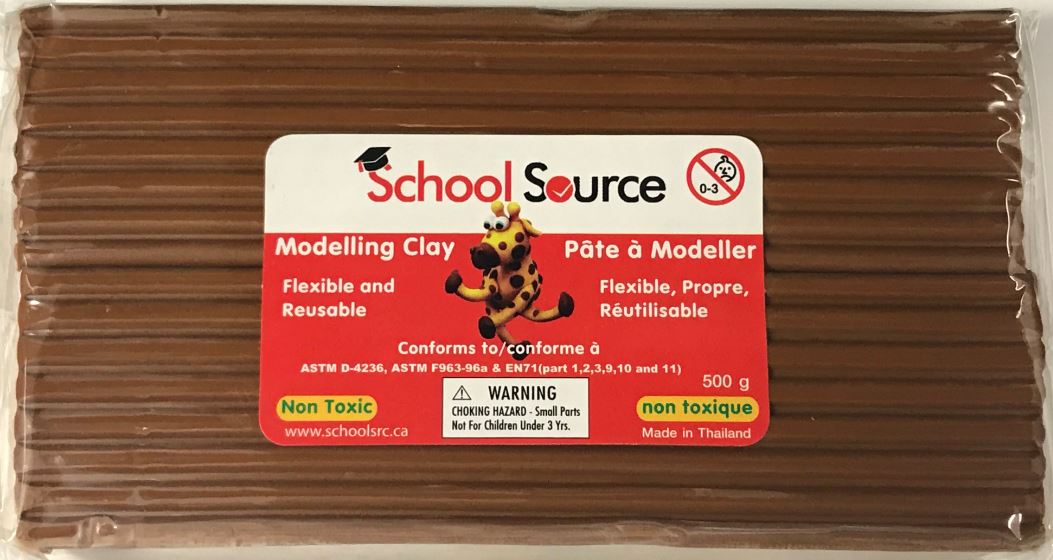 School Source
0-3
Modelling Clay
Pâte à Modeller
Flexible and
Reusable
Flexible, Propre,
Réutilisable
Conforms to/conforme à
ASTM D-4236, ASTM F963-96a & EN71(part 1,2,3,9,10 and 11)
500 g
Non Toxic
www.schoolsrc.ca
WARNING
CHOKING HAZARD - Small Parts
Not For Children Under 3 Yrs.
non toxique
Made in Thailand